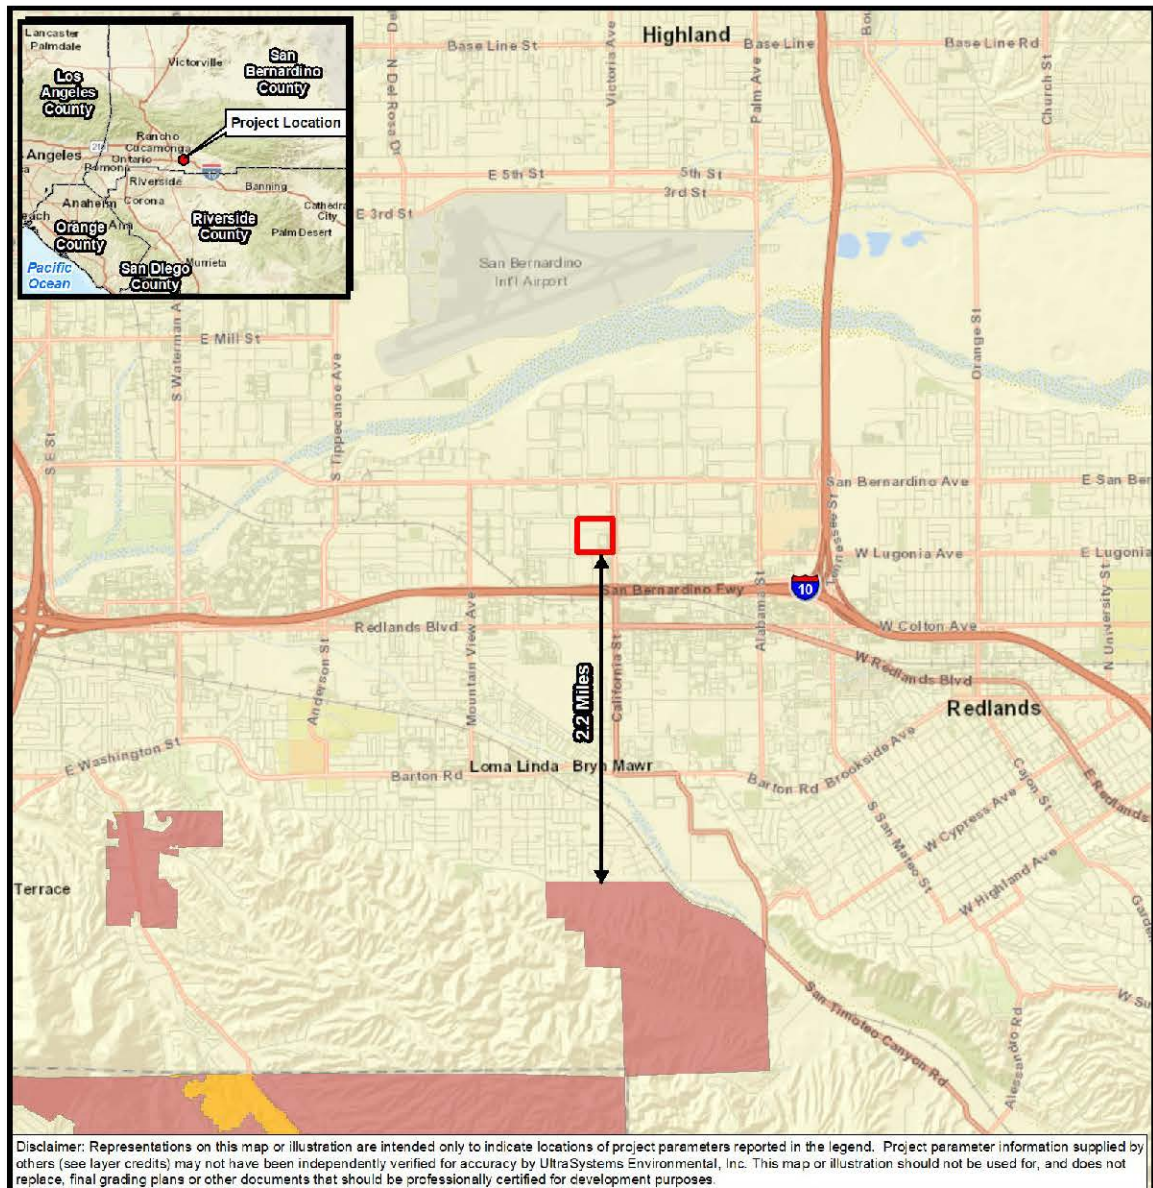 Lancaster
Palmdale
Victorville
San
Bernardino
County
Los
Angeles
County
Project Location
Rancho
Cucamonga
Angeles
Ontario
Pomona
Riverside
Banning
Anaheim
Corona
Cathedra
City
Riverside
County
Palm Desert
each
Orange
County
Murrieta
San Diego
County
Pacific
Ocean
Highland
Base Line St
Base Line
Base Line Rd
N Del Rosa Dr
Victoria Ave
Palm Ave
Church St
E 5th St
5th St
3rd St
E 3rd St
San Bernardino
Int'l Airport
E Mill St
S Waterman A
S Tippecanoe Ave
Orange St
S E St
San Bernardino Ave
E San Ber
Tennessee St
W Lugonia Ave
E Lugonia
San Bernardino Fwy
10
Redlands Blvd
Mountain View Ave
Anderson St
California St
Alabama St
W Colton Ave
N University St
W Redlands Blvd
2.2 Miles
Redlands
E Washington St
Barton Rd
Loma Linda
Bryn Mawr
Barton Rd
Brookside Ave
Cajon St
E Redlands
W Cypress Ave
S San Mateo St
W Highland Ave
Terrace
Garde
San Timoteo Canyon Rd
Alessandro Rd
W Su
Disclaimer: Representations on this map or illustration are intended only to indicate locations of project parameters reported in the legend. Project parameter information supplied by
others (see layer credits) may not have been independently verified for accuracy by UltraSystems Environmental, Inc. This map or illustration should not be used for, and does not
replace, final grading plans or other documents that should be professionally certified for development purposes.